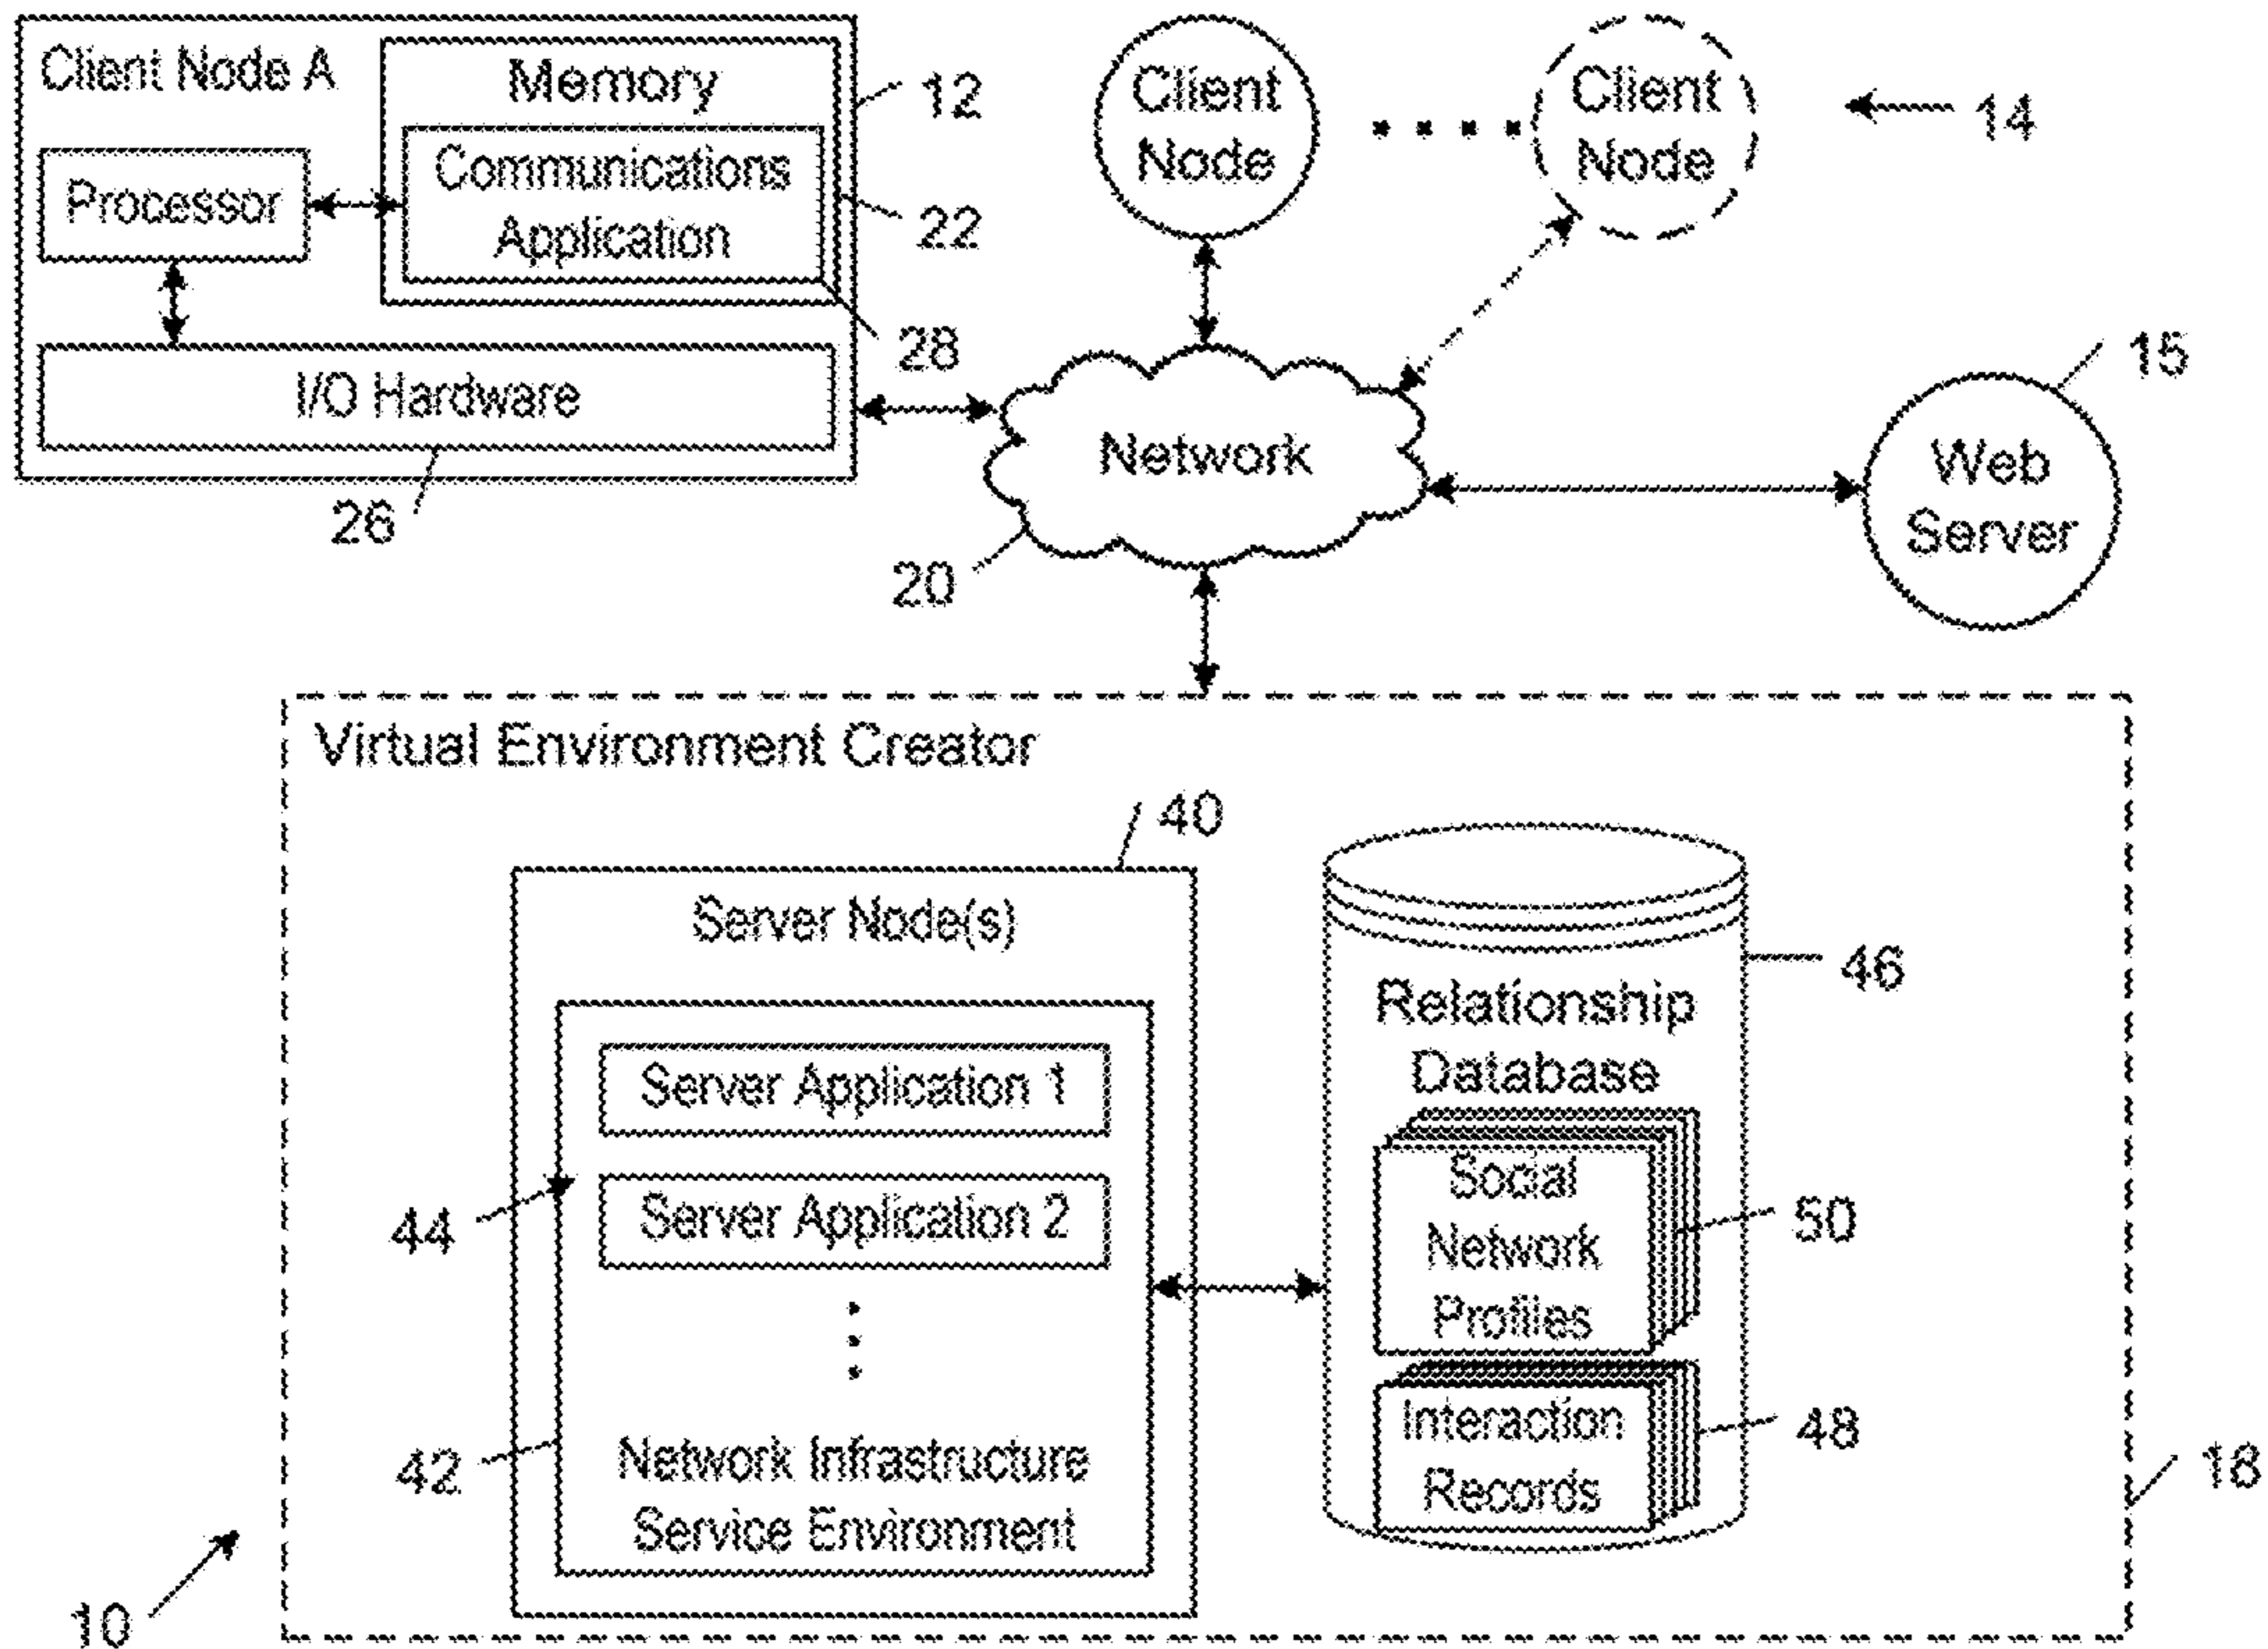 Client Node A
Memory
12
Communications
Application
Processor
22
28
I/O Hardware
26
Client
Node
Client
Node
14
15
Network
Web
Server
20
Virtual Environment Creator
40
Server Node(s)
46
Relationship
Database
Server Application 1
44
Server Application 2
Social
Network
Profiles
50
Interaction
Records
48
42
Network Infrastructure
Service Environment
18
10